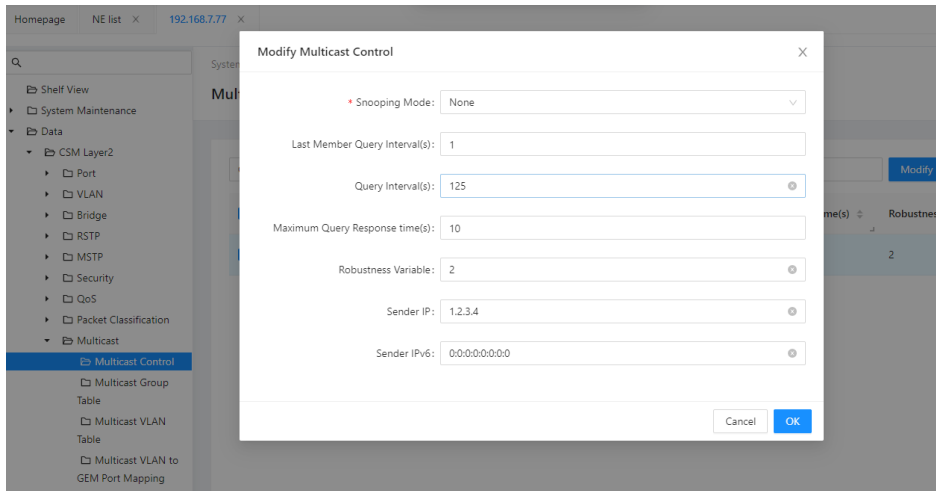 Homepage
NE list
192.168.7.77
Shelf View
System Maintenance
Data
CSM Layer2
Port
VLAN
Bridge
RSTP
MSTP
Security
QoS
Packet Classification
Multicast
Multicast Control
Multicast Group
Table
Multicast VLAN
Table
Multicast VLAN to
GEM Port Mapping
System
Modify Multicast Control
* Snooping Mode: None
Last Member Query Interval(s): 1
Query Interval(s): 125
Maximum Query Response time(s): 10
Robustness Variable: 2
Sender IP: 1.2.3.4
Sender IPv6: 0:0:0:0:0:0:0:0
Cancel OK
Modify
me(s) Robustnes
2